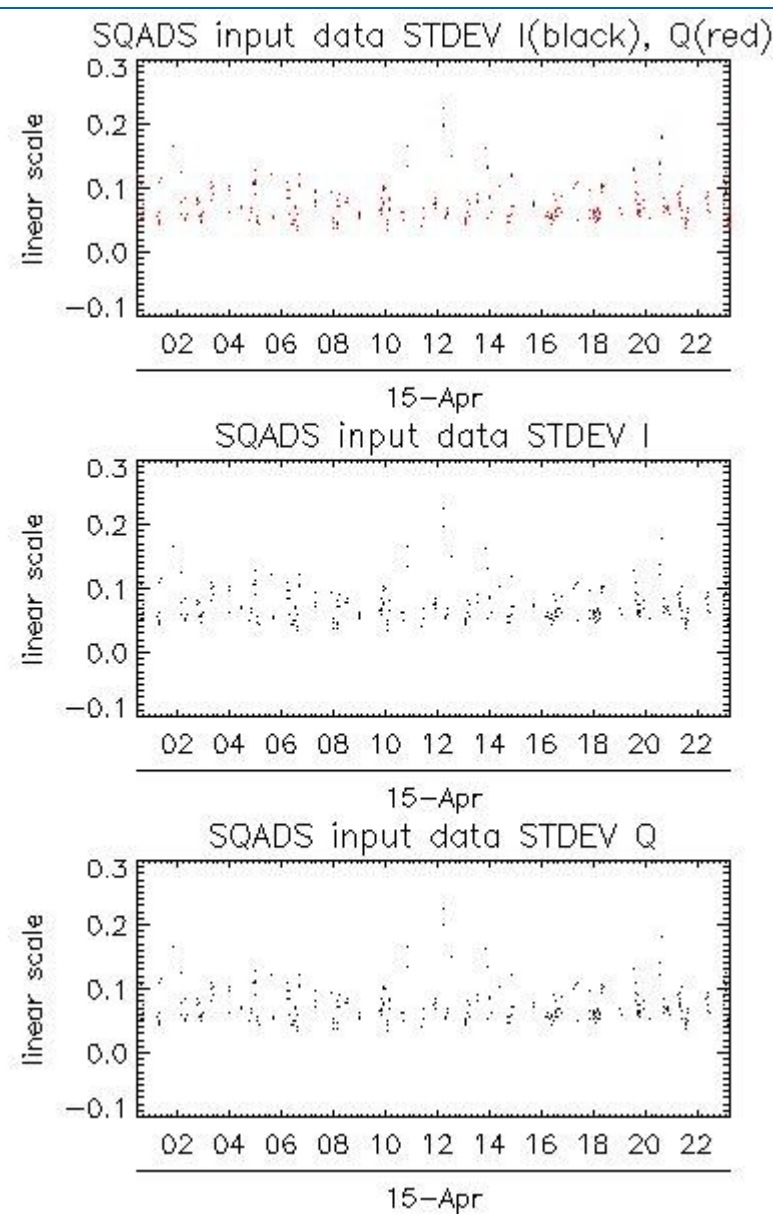 SQADS input data STDEV I(black), Q(red)
0.3
0.2
0.1
0.0
-0.1
linear scale
02 04 06 08 10 12 14 16 18 20 22
15-Apr
SQADS input data STDEV I
0.3
0.2
0.1
0.0
-0.1
linear scale
02 04 06 08 10 12 14 16 18 20 22
15-Apr
SQADS input data STDEV Q
0.3
0.2
0.1
0.0
-0.1
linear scale
02 04 06 08 10 12 14 16 18 20 22
15-Apr